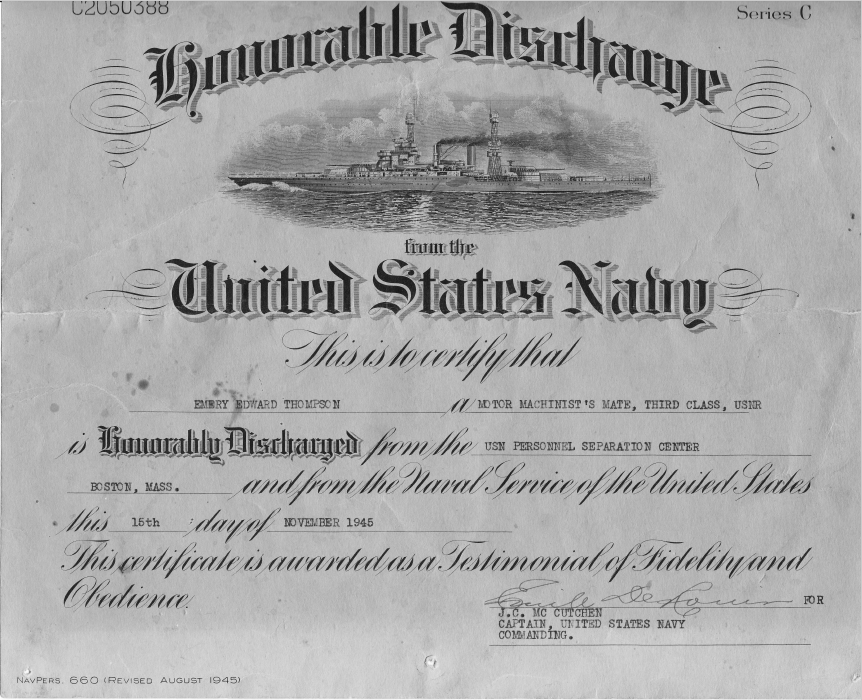 C2050388
Series C
Honorable Discharge
from the
United States Navy
This is to certify that
EMERY EDWARD THOMPSON a MOTOR MACHINIST'S MATE, THIRD CLASS, USNR
is Honorably Discharged from the USN PERSONNEL SEPARATION CENTER
BOSTON, MASS. and from the Naval Service of the United States
this 15th day of NOVEMBER 1945
This certificate is awarded as a Testimonial of Fidelity and
Obedience.
FOR
J.C. MC CUTCHEN
CAPTAIN, UNITED STATES NAVY
COMMANDING.
NAVPERS. 660 (REVISED AUGUST 1945)